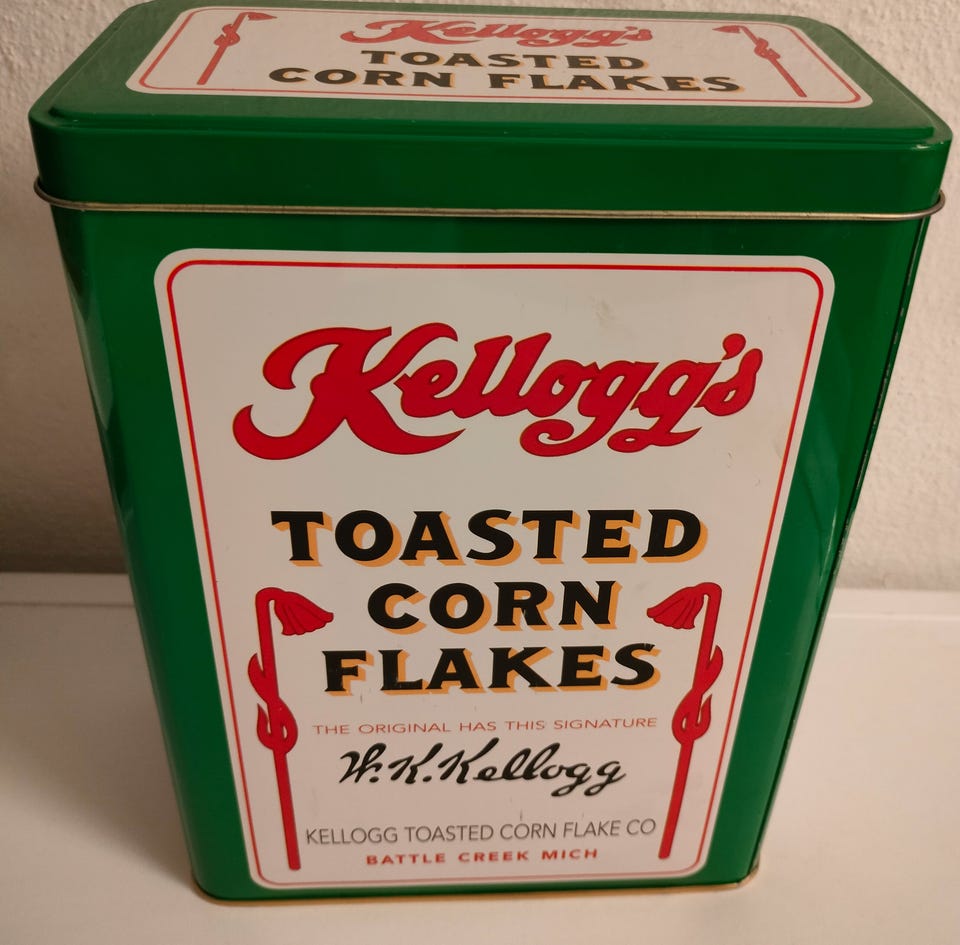 Kellogg's
TOASTED
CORN FLAKES
Kellogg's
TOASTED
CORN
FLAKES
THE ORIGINAL HAS THIS SIGNATURE
W.K.Kellogg
KELLOGG TOASTED CORN FLAKE CO
BATTLE CREEK MICH